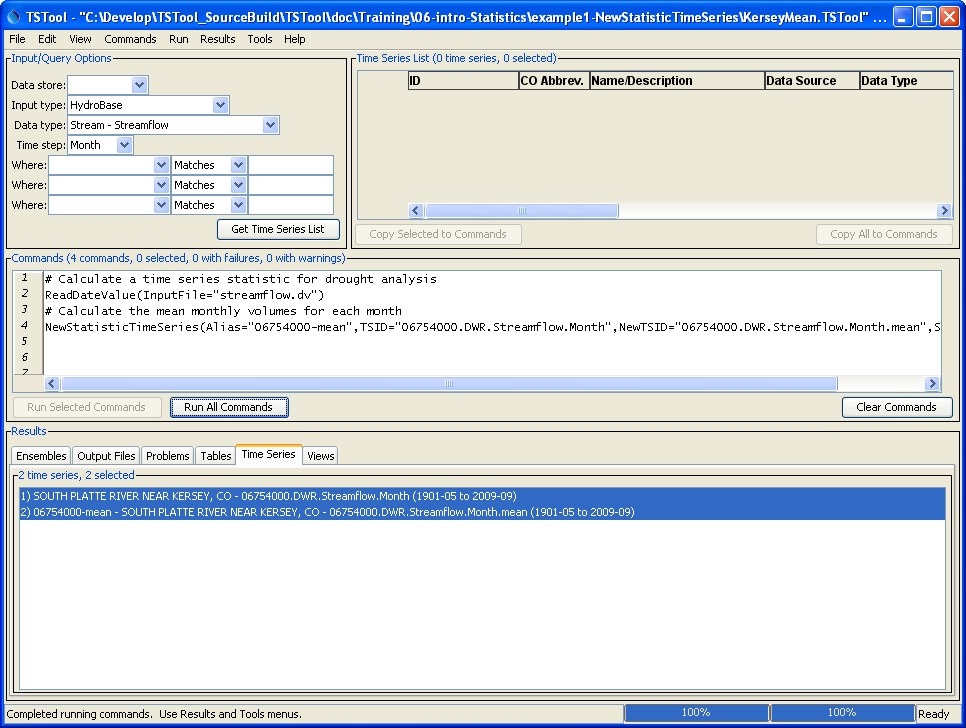 TSTool - "C:\Develop\TSTool_SourceBuild\TSTool\doc\Training\06-intro-Statistics\example1-NewStatisticTimeSeries\KerseyMean.TSTool" ...
File Edit View Commands Run Results Tools Help
Input/Query Options
Data store:
Input type: HydroBase
Data type: Stream - Streamflow
Time step: Month
Where: Matches
Where: Matches
Where: Matches
Get Time Series List
Time Series List (0 time series, 0 selected)
ID CO Abbrev. Name/Description Data Source Data Type
Copy Selected to Commands Copy All to Commands
Commands (4 commands, 0 selected, 0 with failures, 0 with warnings)
1 # Calculate a time series statistic for drought analysis
2 ReadDateValue(InputFile="streamflow.dv")
3 # Calculate the mean monthly volumes for each month
4 NewStatisticTimeSeries(Alias="06754000-mean",TSID="06754000.DWR.Streamflow.Month",NewTSID="06754000.DWR.Streamflow.Month.mean",S
5
6
7
Run Selected Commands Run All Commands Clear Commands
Results
Ensembles Output Files Problems Tables Time Series Views
2 time series, 2 selected
1) SOUTH PLATTE RIVER NEAR KERSEY, CO - 06754000.DWR.Streamflow.Month (1901-05 to 2009-09)
2) 06754000-mean - SOUTH PLATTE RIVER NEAR KERSEY, CO - 06754000.DWR.Streamflow.Month.mean (1901-05 to 2009-09)
Completed running commands. Use Results and Tools menus. 100% 100% Ready